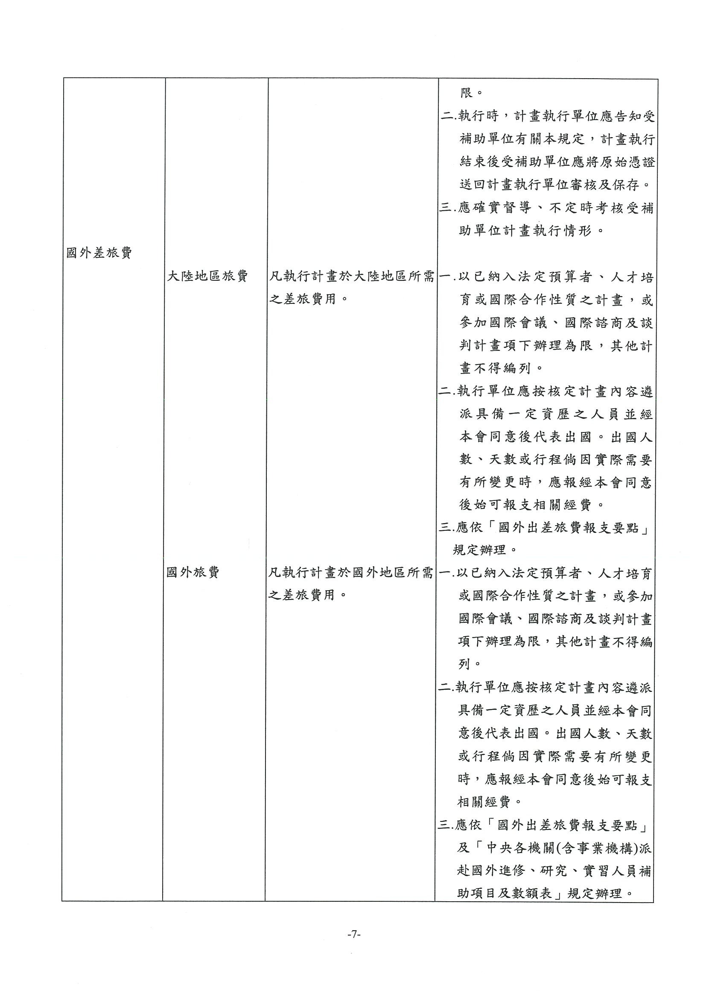 限。
二.執行時，計畫執行單位應告知受
補助單位有關本規定，計畫執行
結束後受補助單位應將原始憑證
送回計畫執行單位審核及保存。
三.應確實督導、不定時考核受補
助單位計畫執行情形。
國外差旅費
大陸地區旅費
凡執行計畫於大陸地區所需
之差旅費用。
一.以已納入法定預算者、人才培
育或國際合作性質之計畫，或
參加國際會議、國際諮商及談
判計畫項下辦理為限，其他計
畫不得編列。
二.執行單位應按核定計畫內容遴
派具備一定資歷之人員並經
本會同意後代表出國。出國人
數、天數或行程倘因實際需要
有所變更時，應報經本會同意
後始可報支相關經費。
三.應依「國外出差旅費報支要點」
規定辦理。
國外旅費
凡執行計畫於國外地區所需
之差旅費用。
一.以已納入法定預算者、人才培育
或國際合作性質之計畫，或參加
國際會議、國際諮商及談判計畫
項下辦理為限，其他計畫不得編
列。
二.執行單位應按核定計畫內容遴派
具備一定資歷之人員並經本會同
意後代表出國。出國人數、天數
或行程倘因實際需要有所變更
時，應報經本會同意後始可報支
相關經費。
三.應依「國外出差旅費報支要點」
及「中央各機關(含事業機構)派
赴國外進修、研究、實習人員補
助項目及數額表」規定辦理。
-7-